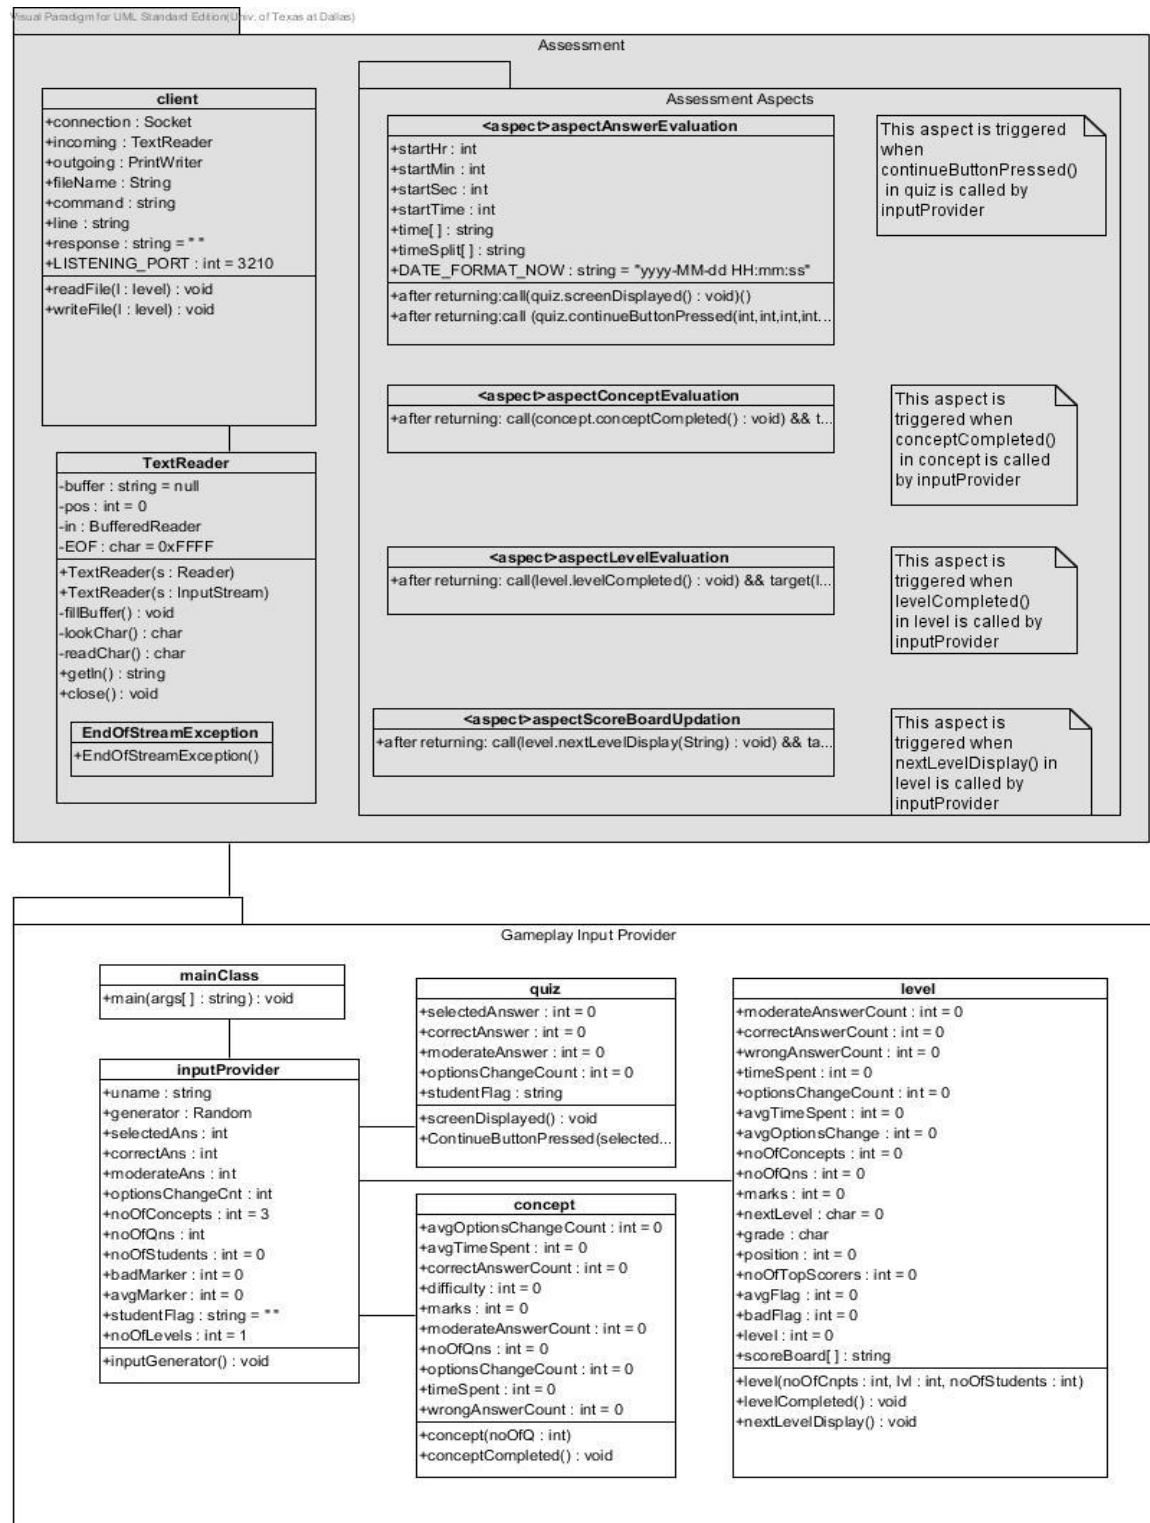 Visual Paradigm for UML Standard Edition(Univ. of Texas at Dallas)
Assessment
client
+connection : Socket
+incoming : TextReader
+outgoing : PrintWriter
+fileName : String
+command : string
+line : string
+response : string = " "
+LISTENING_PORT : int = 3210
+readFile(l : level) : void
+writeFile(l : level) : void
TextReader
-buffer : string = null
-pos : int = 0
-in : BufferedReader
-EOF : char = 0xFFFF
+TextReader(s : Reader)
+TextReader(s : InputStream)
-fillBuffer() : void
-lookChar() : char
-readChar() : char
+getln() : string
+close() : void
EndOfStreamException
+EndOfStreamException()
Assessment Aspects
<aspect>aspectAnswerEvaluation
+startHr : int
+startMin : int
+startSec : int
+startTime : int
+time[ ] : string
+timeSplit[ ] : string
+DATE_FORMAT_NOW : string = "yyyy-MM-dd HH:mm:ss"
+after returning:call(quiz.screenDisplayed() : void)()
+after returning:call (quiz.continueButtonPressed(int,int,int,int...
This aspect is triggered
when
continueButtonPressed()
in quiz is called by
inputProvider
<aspect>aspectConceptEvaluation
+after returning: call(concept.conceptCompleted() : void) && t...
This aspect is
triggered when
conceptCompleted()
in concept is called
by inputProvider
<aspect>aspectLevelEvaluation
+after returning: call(level.levelCompleted() : void) && target(l...
This aspect is
triggered when
levelCompleted()
in level is called by
inputProvider
<aspect>aspectScoreBoardUpdation
+after returning: call(level.nextLevelDisplay(String) : void) && ta...
This aspect is
triggered when
nextLevelDisplay() in
level is called by
inputProvider
Gameplay Input Provider
mainClass
+main(args[ ] : string) : void
inputProvider
+uname : string
+generator : Random
+selectedAns : int
+correctAns : int
+moderateAns : int
+optionsChangeCnt : int
+noOfConcepts : int = 3
+noOfQns : int
+noOfStudents : int = 0
+badMarker : int = 0
+avgMarker : int = 0
+studentFlag : string = " "
+noOfLevels : int = 1
+inputGenerator() : void
quiz
+selectedAnswer : int = 0
+correctAnswer : int = 0
+moderateAnswer : int = 0
+optionsChangeCount : int = 0
+studentFlag : string
+screenDisplayed() : void
+ContinueButtonPressed(selected...
concept
+avgOptionsChangeCount : int = 0
+avgTimeSpent : int = 0
+correctAnswerCount : int = 0
+difficulty : int = 0
+marks : int = 0
+moderateAnswerCount : int = 0
+noOfQns : int = 0
+optionsChangeCount : int = 0
+timeSpent : int = 0
+wrongAnswerCount : int = 0
+concept(noOfQ : int)
+conceptCompleted() : void
level
+moderateAnswerCount : int = 0
+correctAnswerCount : int = 0
+wrongAnswerCount : int = 0
+timeSpent : int = 0
+optionsChangeCount : int = 0
+avgTimeSpent : int = 0
+avgOptionsChange : int = 0
+noOfConcepts : int = 0
+noOfQns : int = 0
+marks : int = 0
+nextLevel : char = 0
+grade : char
+position : int = 0
+noOfTopScorers : int = 0
+avgFlag : int = 0
+badFlag : int = 0
+level : int = 0
+scoreBoard[ ] : string
+level(noOfCnpts : int, lvl : int, noOfStudents : int)
+levelCompleted() : void
+nextLevelDisplay() : void